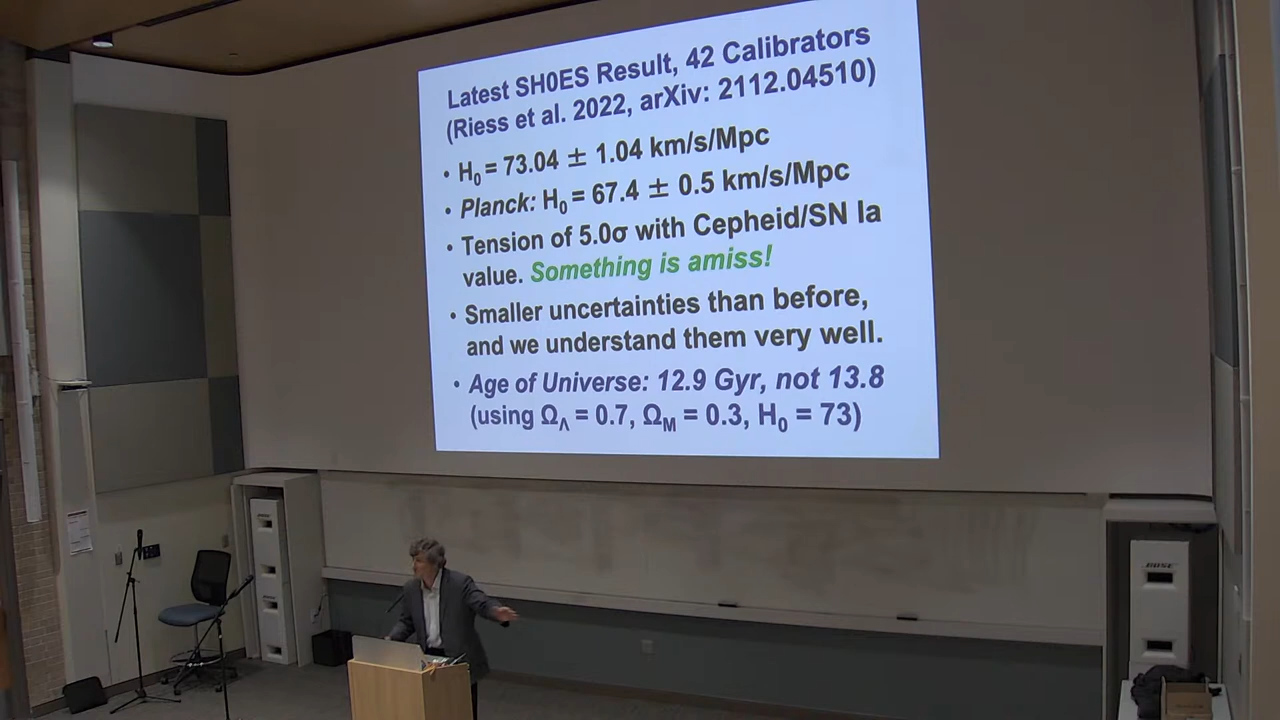 Latest SH0ES Result, 42 Calibrators
(Riess et al. 2022, arXiv: 2112.04510)
• H₀ = 73.04 ± 1.04 km/s/Mpc
• Planck: H₀ = 67.4 ± 0.5 km/s/Mpc
• Tension of 5.0σ with Cepheid/SN Ia
value. Something is amiss!
• Smaller uncertainties than before,
and we understand them very well.
• Age of Universe: 12.9 Gyr, not 13.8
(using Ω_Λ = 0.7, Ω_M = 0.3, H₀ = 73)
BOSE